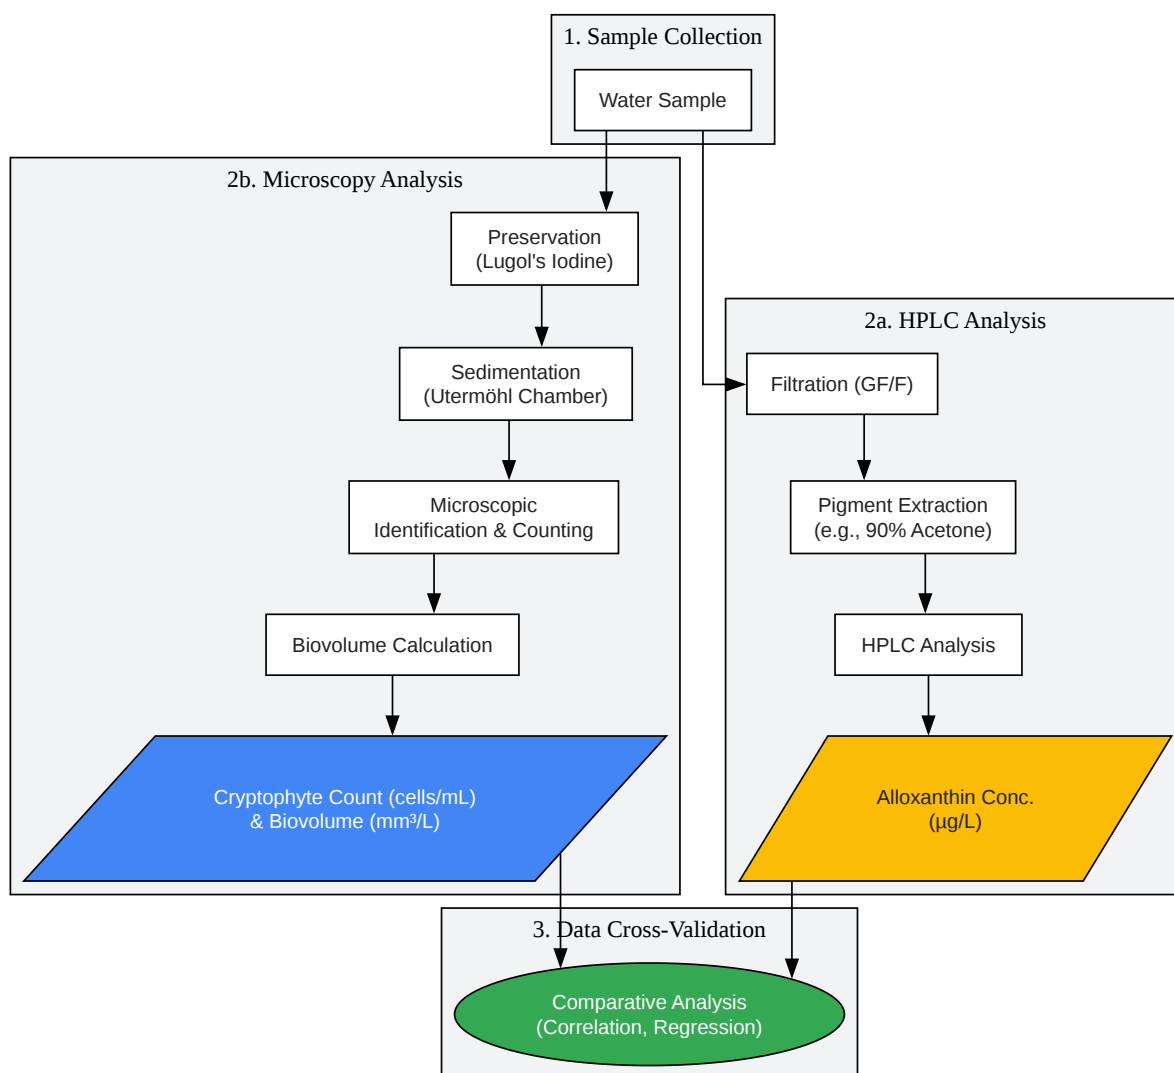 1. Sample Collection
Water Sample
2b. Microscopy Analysis
Preservation
(Lugol's Iodine)
Sedimentation
(Utermöhl Chamber)
Microscopic
Identification & Counting
Biovolume Calculation
Cryptophyte Count (cells/mL)
& Biovolume (mm³/L)
2a. HPLC Analysis
Filtration (GF/F)
Pigment Extraction
(e.g., 90% Acetone)
HPLC Analysis
Alloxanthin Conc.
(µg/L)
3. Data Cross-Validation
Comparative Analysis
(Correlation, Regression)